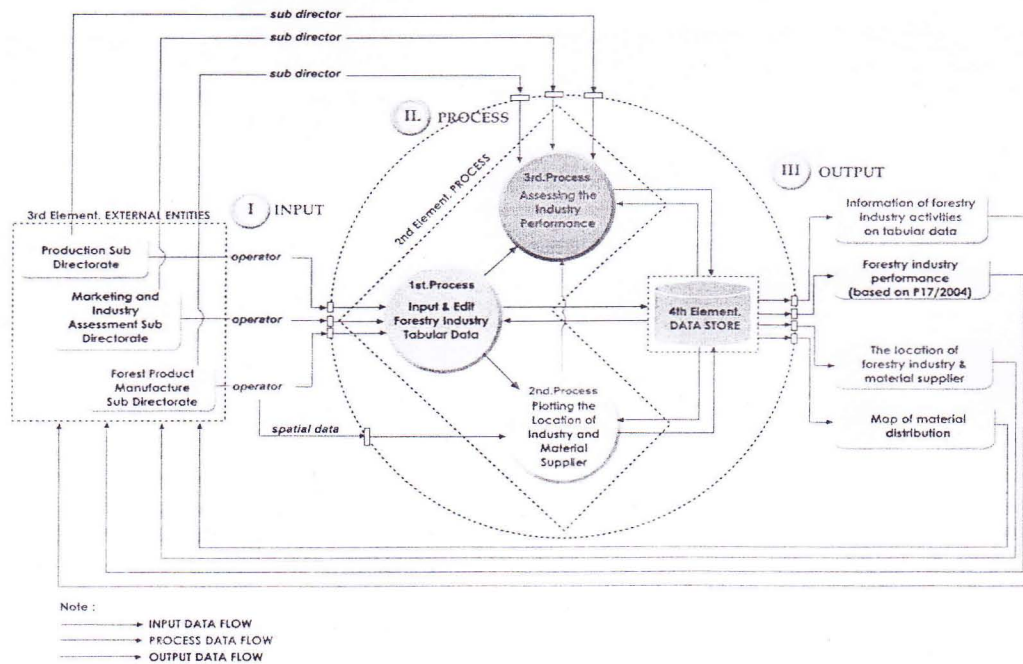 sub director
sub director
sub director
II. PROCESS
2nd Element. PROCESS
3rd.Process
Assessing the
Industry
Performance
III OUTPUT
I INPUT
3rd Element. EXTERNAL ENTITIES
Production Sub
Directorate
operator
Marketing and
Industry
Assessment Sub
Directorate
operator
Forest Product
Manufacture
Sub Directorate
operator
spatial data
1st.Process
Input & Edit
Forestry Industry
Tabular Data
2nd.Process
Plotting the
Location of
Industry and
Material
Supplier
4th Element.
DATA STORE
Information of forestry
industry activities
on tabular data
Forestry industry
performance
(based on P17/2004)
The location of
forestry industry &
material supplier
Map of material
distribution
Note :
INPUT DATA FLOW
PROCESS DATA FLOW
OUTPUT DATA FLOW